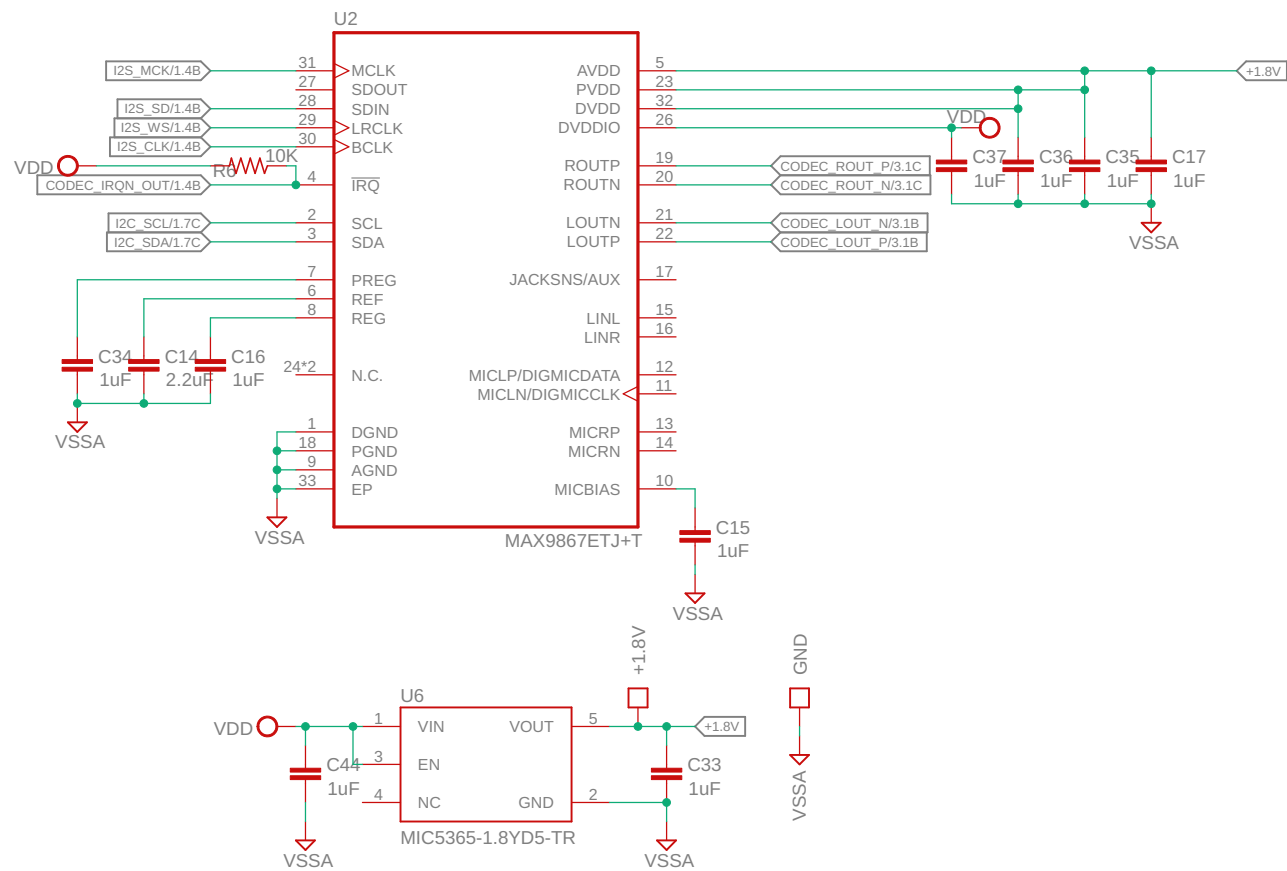 U2
I2S_MCK/1.4B
31
MCLK
27
SDOUT
I2S_SD/1.4B
28
SDIN
I2S_WS/1.4B
29
LRCLK
I2S_CLK/1.4B
30
BCLK
VDD
R6
10K
CODEC_IRQN_OUT/1.4B
4
IRQ
I2C_SCL/1.7C
2
SCL
I2C_SDA/1.7C
3
SDA
7
PREG
6
REF
8
REG
C34
1uF
C14
2.2uF
C16
1uF
VSSA
24*2
N.C.
1
DGND
18
PGND
9
AGND
33
EP
VSSA
AVDD
5
+1.8V
PVDD
23
DVDD
32
DVDDIO
26
VDD
ROUTP
19
CODEC_ROUT_P/3.1C
ROUTN
20
CODEC_ROUT_N/3.1C
C37
1uF
C36
1uF
C35
1uF
C17
1uF
VSSA
LOUTN
21
CODEC_LOUT_N/3.1B
LOUTP
22
CODEC_LOUT_P/3.1B
JACKSNS/AUX
17
LINL
15
LINR
16
MICLP/DIGMICDATA
12
MICLN/DIGMICCLK
11
MICRP
13
MICRN
14
MICBIAS
10
MAX9867ETJ+T
C15
1uF
VSSA
U6
VDD
1
VIN
3
EN
4
NC
C44
1uF
VSSA
VOUT
5
+1.8V
+1.8V
GND
2
C33
1uF
VSSA
MIC5365-1.8YD5-TR
GND
VSSA